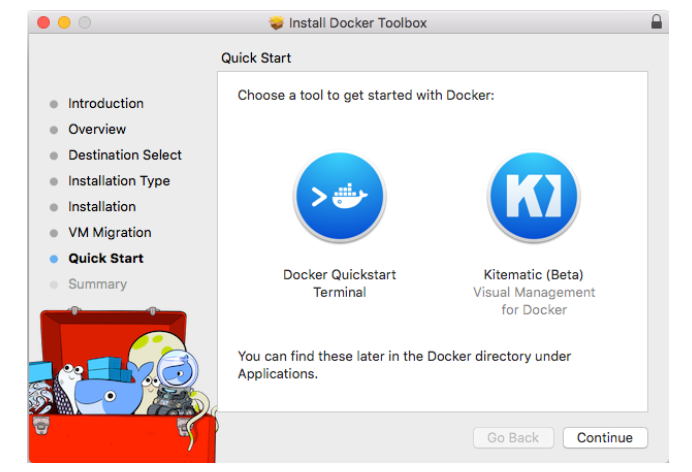 Install Docker Toolbox
Quick Start
Introduction
Overview
Destination Select
Installation Type
Installation
VM Migration
Quick Start
Summary
Choose a tool to get started with Docker:
Docker Quickstart
Terminal
Kitematic (Beta)
Visual Management
for Docker
You can find these later in the Docker directory under
Applications.
Go Back
Continue